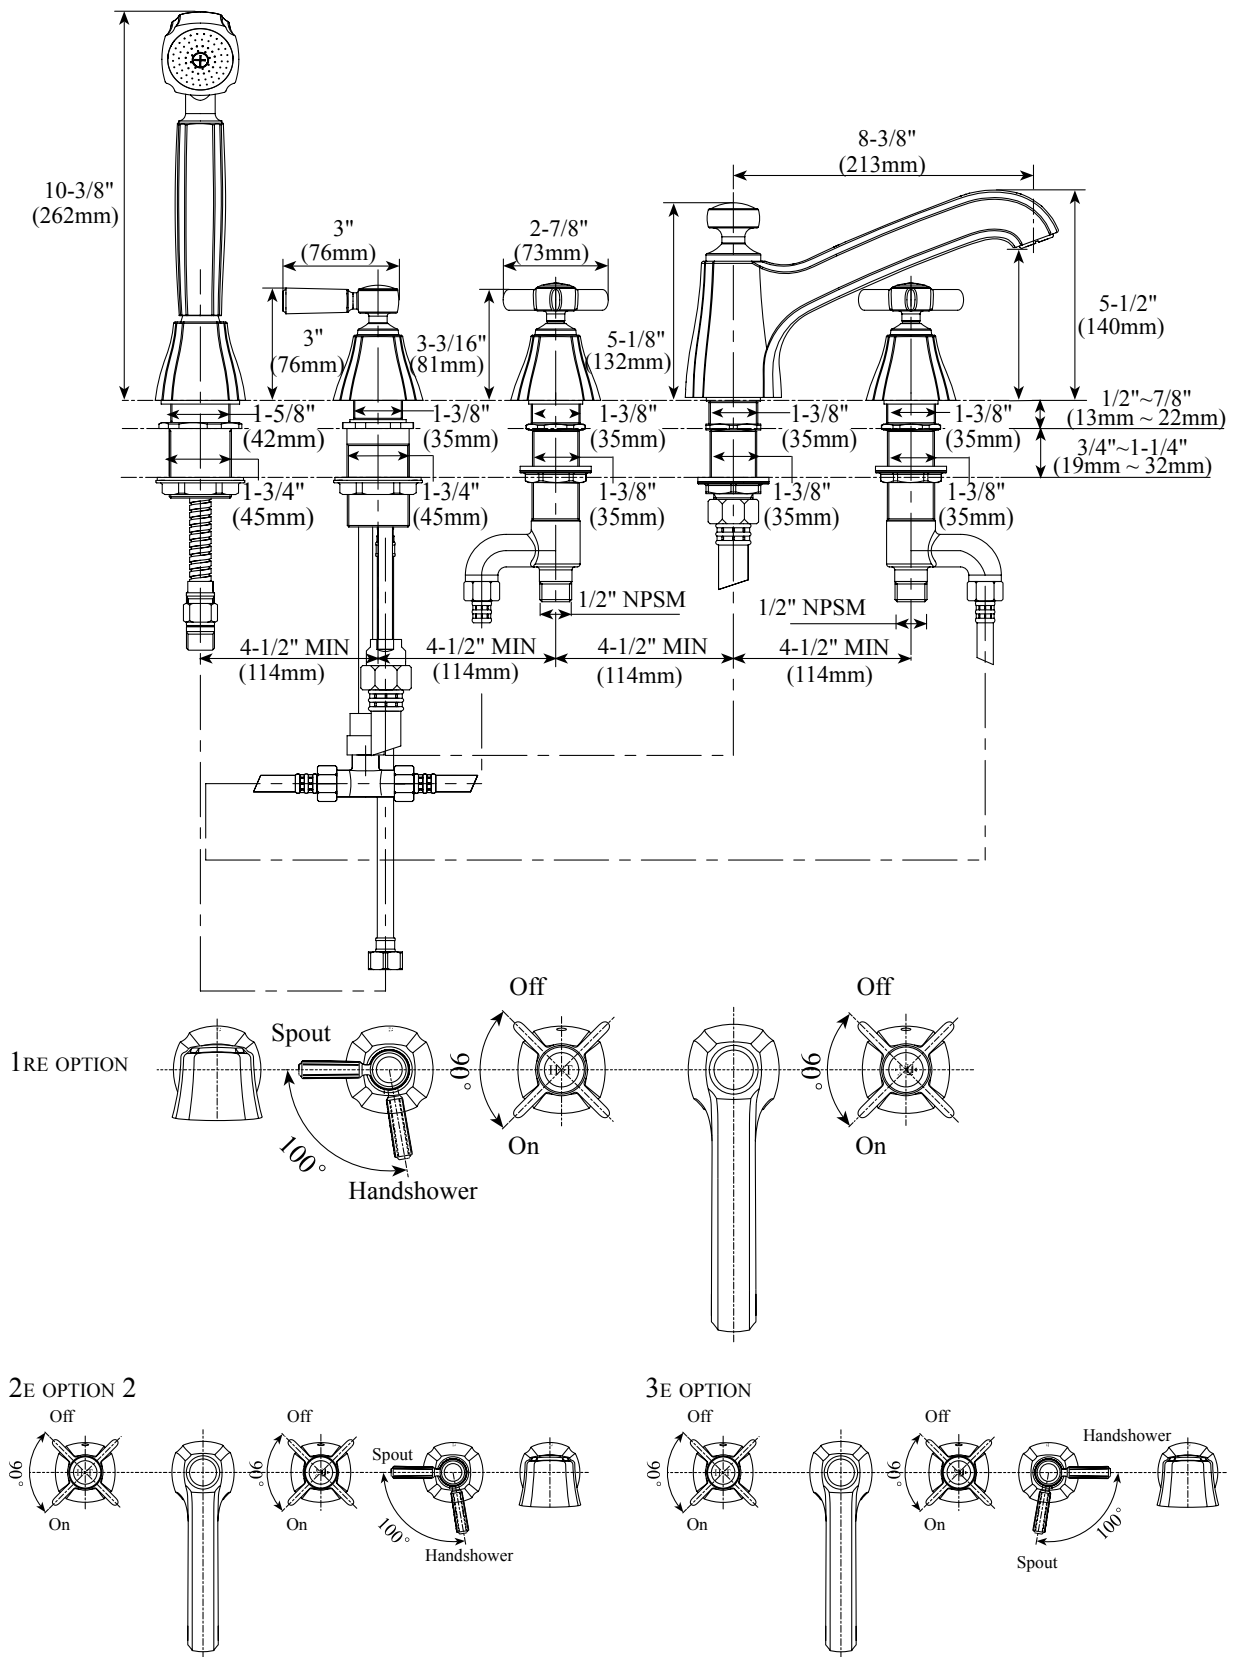 8-3/8"
(213mm)
10-3/8"
(262mm)
3"
(76mm)
2-7/8"
(73mm)
3"
(76mm)
3-3/16"
(81mm)
5-1/8"
(132mm)
5-1/2"
(140mm)
1-5/8"
(42mm)
1-3/8"
(35mm)
1-3/8"
(35mm)
1-3/8"
(35mm)
1-3/8"
(35mm)
1/2"~7/8"
(13mm ~ 22mm)
3/4"~1-1/4"
(19mm ~ 32mm)
1-3/4"
(45mm)
1-3/4"
(45mm)
1-3/8"
(35mm)
1-3/8"
(35mm)
1-3/8"
(35mm)
1/2" NPSM
1/2" NPSM
4-1/2" MIN
(114mm)
4-1/2" MIN
(114mm)
4-1/2" MIN
(114mm)
4-1/2" MIN
(114mm)
1RE OPTION
Spout
100°
Handshower
Off
90°
On
Off
90°
On
2E OPTION 2
Off
90°
On
Off
90°
On
Spout
100°
Handshower
3E OPTION
Off
90°
On
Off
90°
On
Handshower
100°
Spout